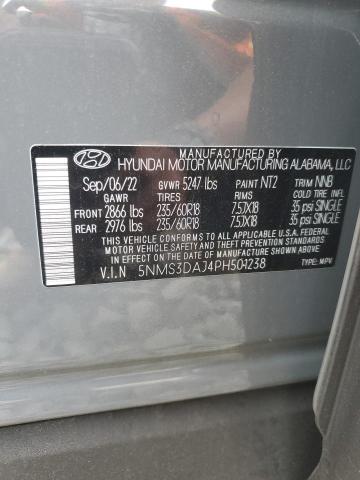 MANUFACTURED BY
HYUNDAI MOTOR MANUFACTURING ALABAMA, LLC
Sep/06/22 GVWR 5247 lbs PAINT NT2 TRIM NNB
GAWR TIRES RIMS COLD TIRE INFL
FRONT 2866 lbs 235/60R18 7.5JX18 35 psi SINGLE
REAR 2976 lbs 235/60R18 7.5JX18 35 psi SINGLE
THIS VEHICLE CONFORMS TO ALL APPLICABLE U.S.A. FEDERAL
MOTOR VEHICLE SAFETY AND THEFT PREVENTION STANDARDS IN
EFFECT ON THE DATE OF MANUFACTURE SHOWN ABOVE.
V.I.N 5NMS3DAJ4PH504238 TYPE: MPV